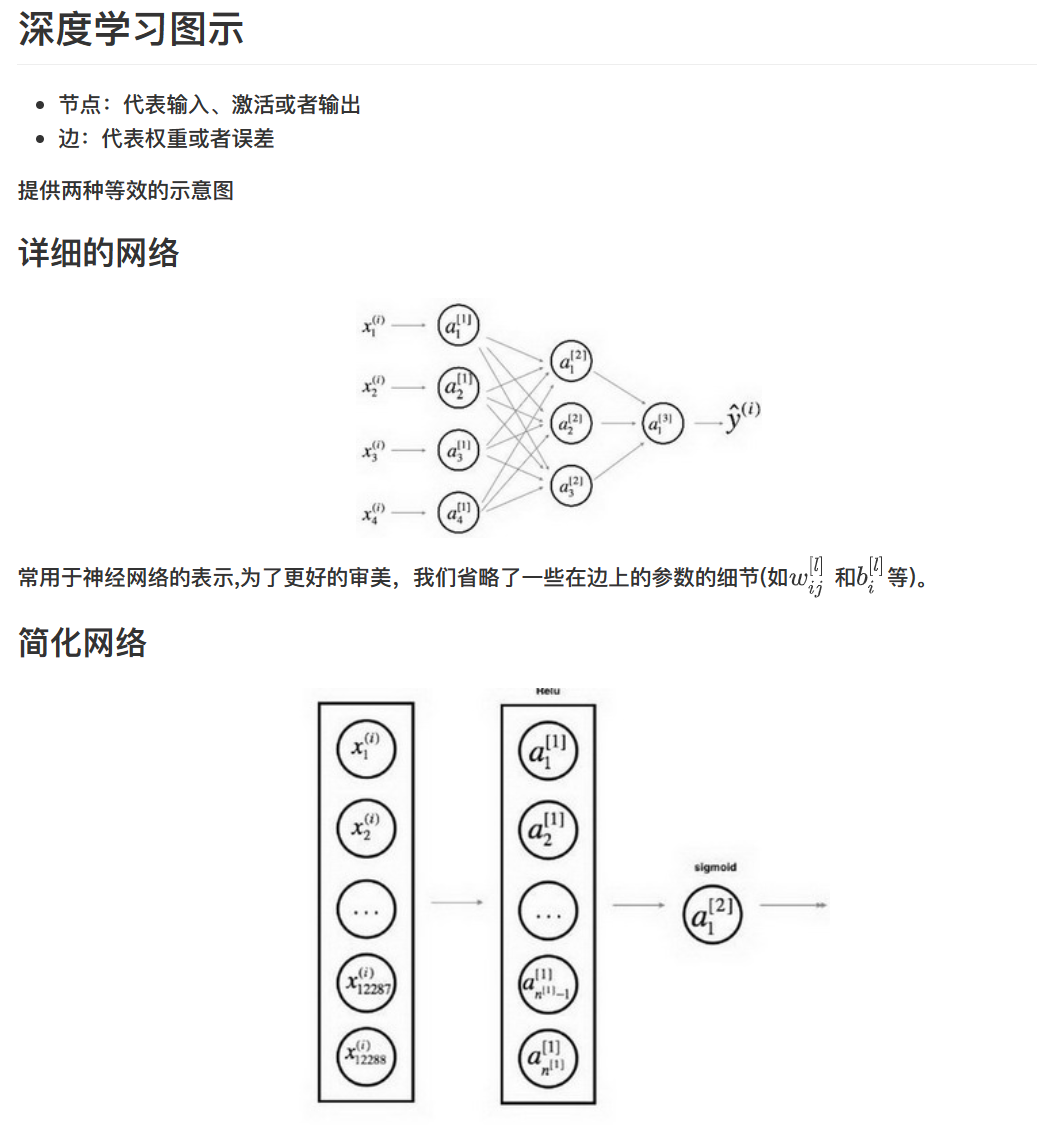 深度学习图示
节点：代表输入、激活或者输出
边：代表权重或者误差
提供两种等效的示意图
详细的网络
x_1^{(i)} a_1^{[1]}
a_1^{[2]}
x_2^{(i)} a_2^{[1]}
a_2^{[2]} a_1^{[3]} ŷ^{(i)}
x_3^{(i)} a_3^{[1]}
a_3^{[2]}
x_4^{(i)} a_4^{[1]}
常用于神经网络的表示,为了更好的审美，我们省略了一些在边上的参数的细节(如w_{ij}^{[l]} 和b_i^{[l]}等)。
简化网络
Relu
x_1^{(i)} a_1^{[1]}
x_2^{(i)} a_2^{[1]}
sigmoid
... ... a_1^{[2]}
x_{12287}^{(i)} a_{n^{[1]}-1}^{[1]}
x_{12288}^{(i)} a_{n^{[1]}}^{[1]}